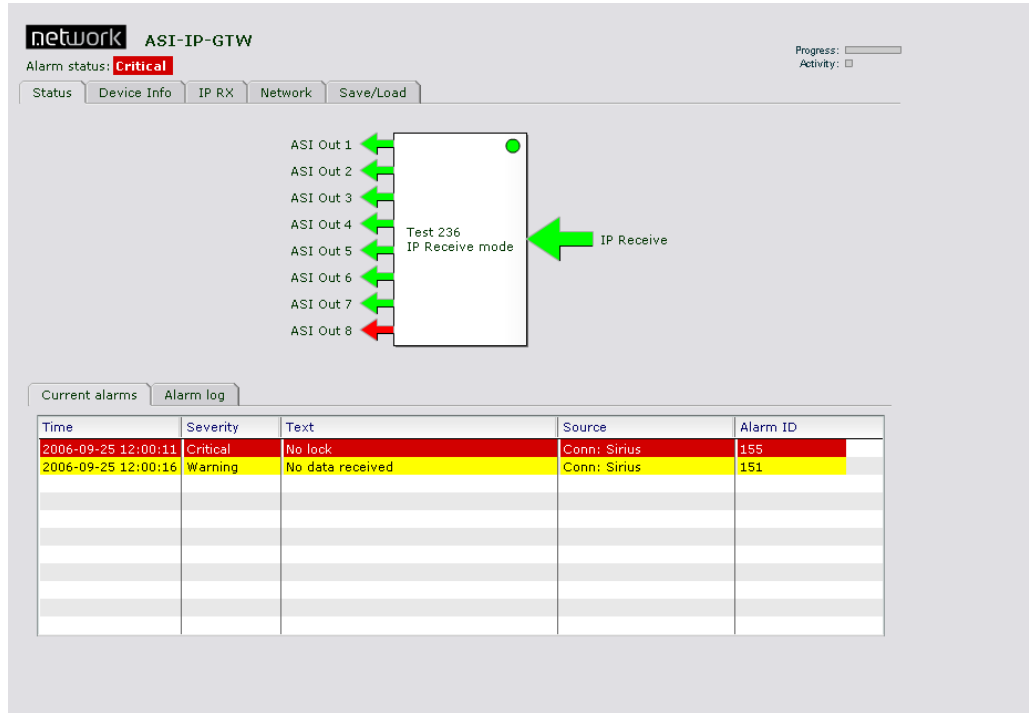 network ASI-IP-GTW
Progress:
Alarm status: Critical
Activity:
Status Device Info IP RX Network Save/Load
ASI Out 1
ASI Out 2
ASI Out 3
ASI Out 4
Test 236
IP Receive mode
IP Receive
ASI Out 5
ASI Out 6
ASI Out 7
ASI Out 8
Current alarms Alarm log
Time Severity Text Source Alarm ID
2006-09-25 12:00:11 Critical No lock Conn: Sirius 155
2006-09-25 12:00:16 Warning No data received Conn: Sirius 151